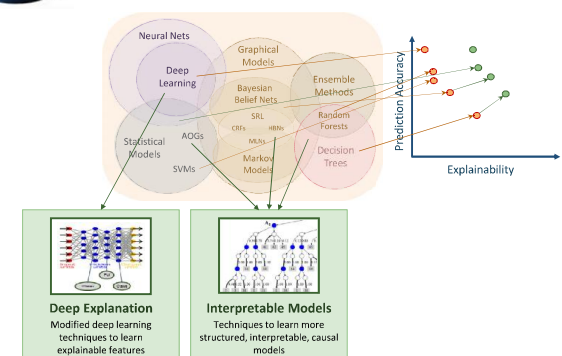 Neural Nets
Graphical
Models
Deep
Learning
Ensemble
Methods
Bayesian
Belief Nets
SRL
CRFs
HBNs
MLNs
AOGs
Random
Forests
Statistical
Models
SVMs
Markov
Models
Decision
Trees
Prediction Accuracy
Explainability
Deep Explanation
Modified deep learning
techniques to learn
explainable features
Interpretable Models
Techniques to learn more
structured, interpretable, causal
models